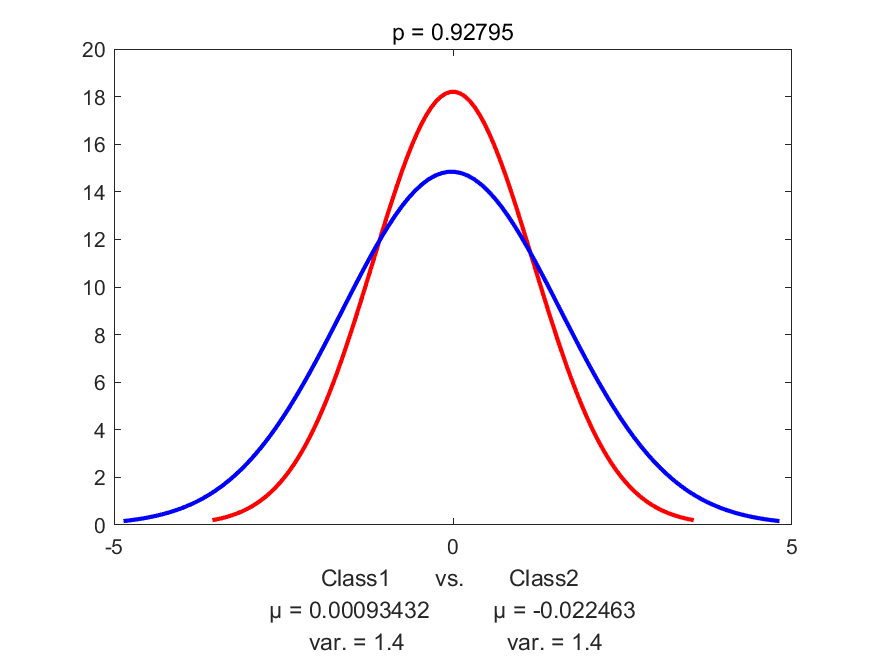 p = 0.92795
20
18
16
14
12
10
8
6
4
2
0
-5 0 5
Class1 vs. Class2
μ = 0.00093432 μ = -0.022463
var. = 1.4 var. = 1.4